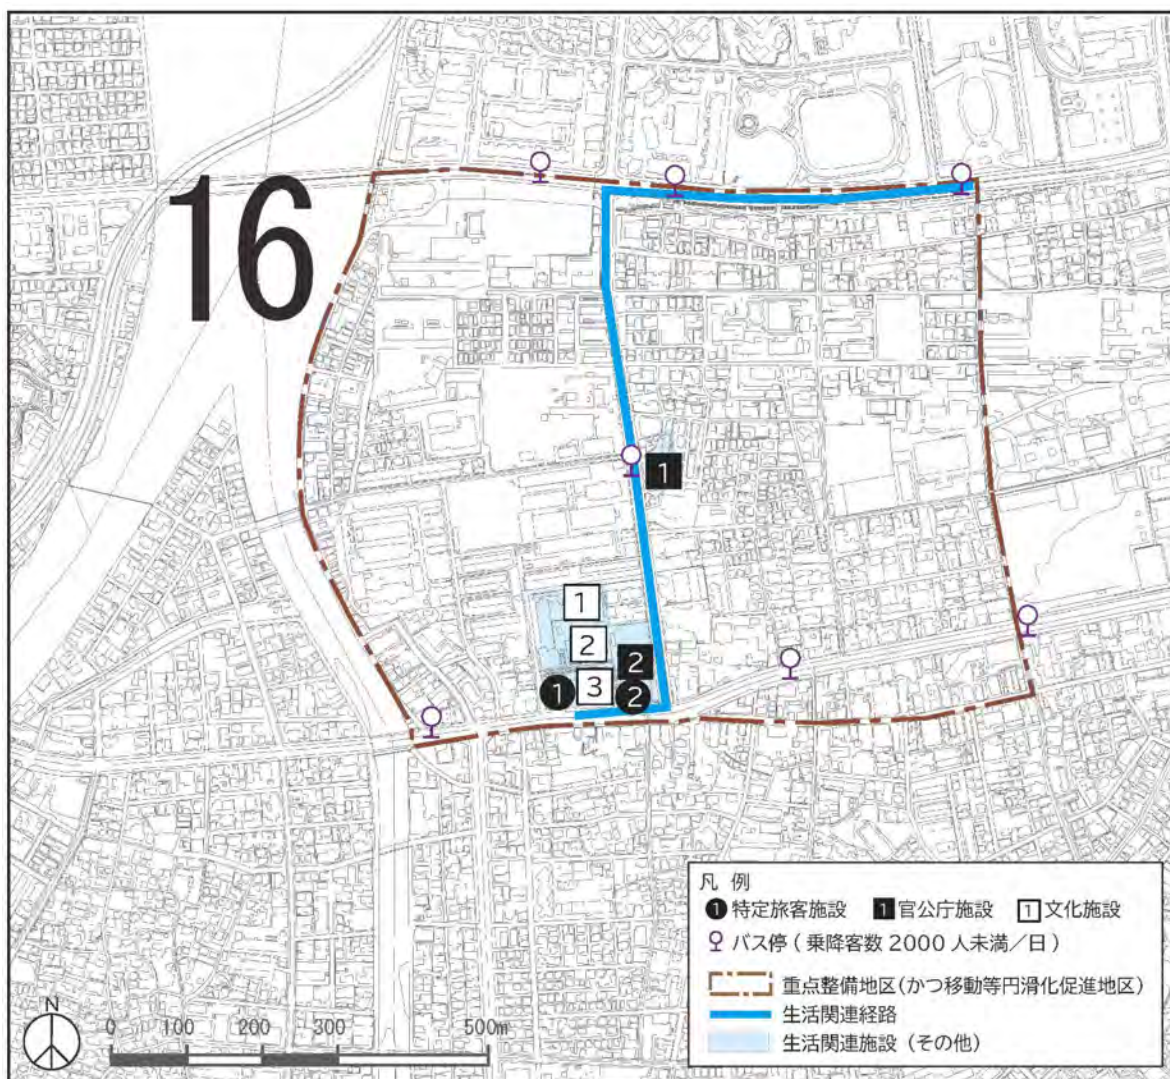 16
1
1
2
2
1
3
2
凡 例
❶特定旅客施設 1官公庁施設 1文化施設
バス停(乗降客数2000人未満／日)
重点整備地区(かつ移動等円滑化促進地区)
生活関連経路
生活関連施設(その他)
N
0 100 200 300 500m